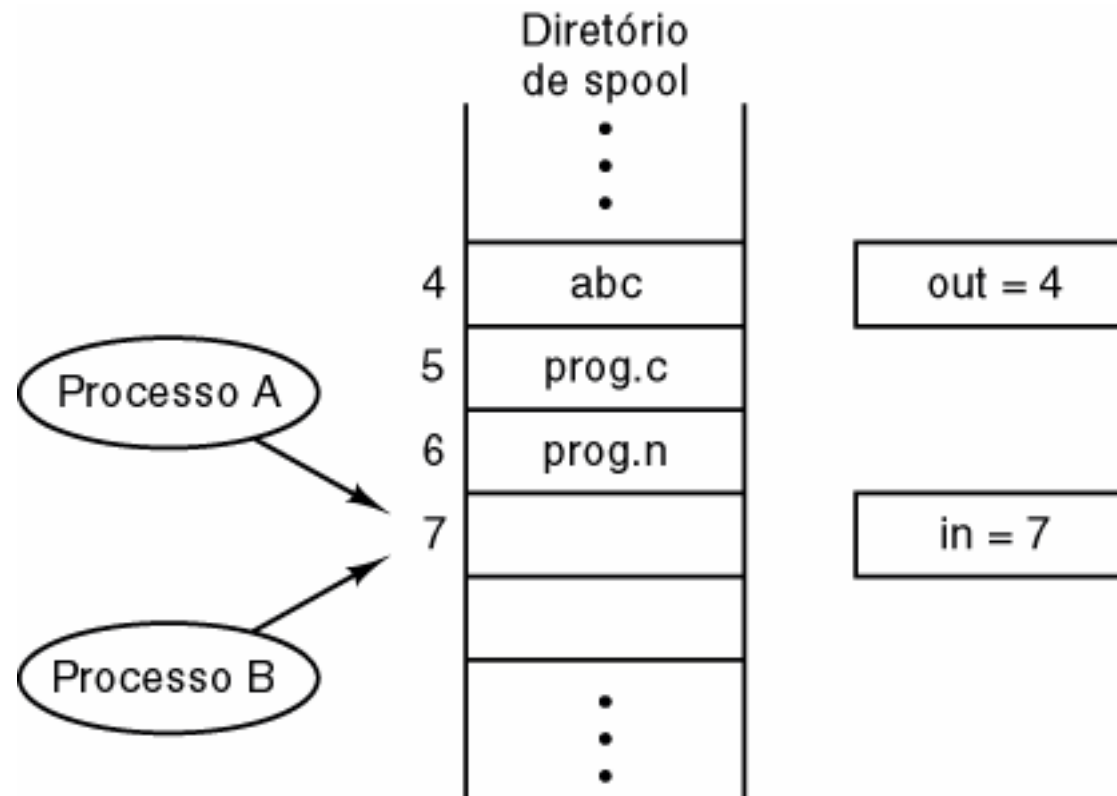 Diretório
de spool
4
abc
out = 4
5
prog.c
Processo A
6
prog.n
7
in = 7
Processo B